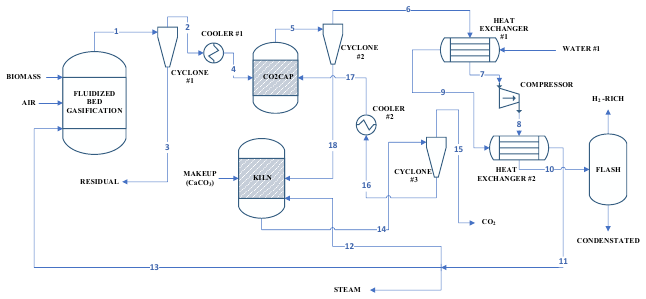 1
2
COOLER #1
5
6
HEAT
EXCHANGER
#1
WATER #1
CYCLONE
#1
4
CO2CAP
CYCLONE
#2
17
7
COMPRESSOR
BIOMASS
AIR
FLUIDIZED
BED
GASIFICATION
9
8
H2 -RICH
COOLER
#2
3
18
15
HEAT
EXCHANGER #2
10
FLASH
RESIDUAL
MAKEUP
(CaCO3)
KILN
16
CYCLONE
#3
14
CO2
CONDENSTATED
12
13
11
STEAM